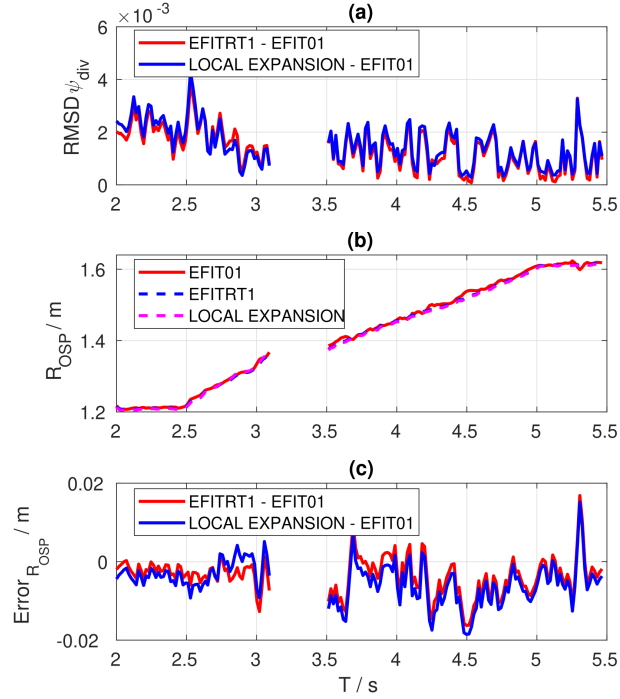 (a)
×10⁻³
6
4
2
0
RMSD ψdiv
EFITRT1 - EFIT01
LOCAL EXPANSION - EFIT01
2 2.5 3 3.5 4 4.5 5 5.5
(b)
1.6
1.4
1.2
ROSP / m
EFIT01
EFITRT1
LOCAL EXPANSION
2 2.5 3 3.5 4 4.5 5 5.5
(c)
0.02
0
-0.02
Error ROSP / m
EFITRT1 - EFIT01
LOCAL EXPANSION - EFIT01
2 2.5 3 3.5 4 4.5 5 5.5
T / s